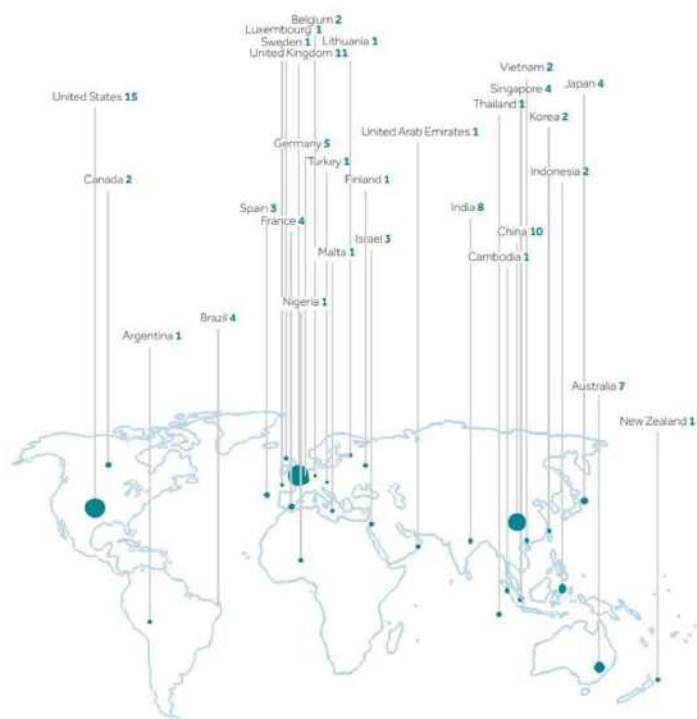 Belgium 2
Luxembourg 1
Sweden 1
Lithuania 1
United Kingdom 11
Vietnam 2
Singapore 4
Japan 4
United States 15
Thailand 1
Korea 2
United Arab Emirates 1
Germany 5
Turkey 1
Indonesia 2
Canada 2
Finland 1
Spain 3
India 8
France 4
China 10
Israel 3
Malta 1
Cambodia 1
Nigeria 1
Brazil 4
Argentina 1
Australia 7
New Zealand 1